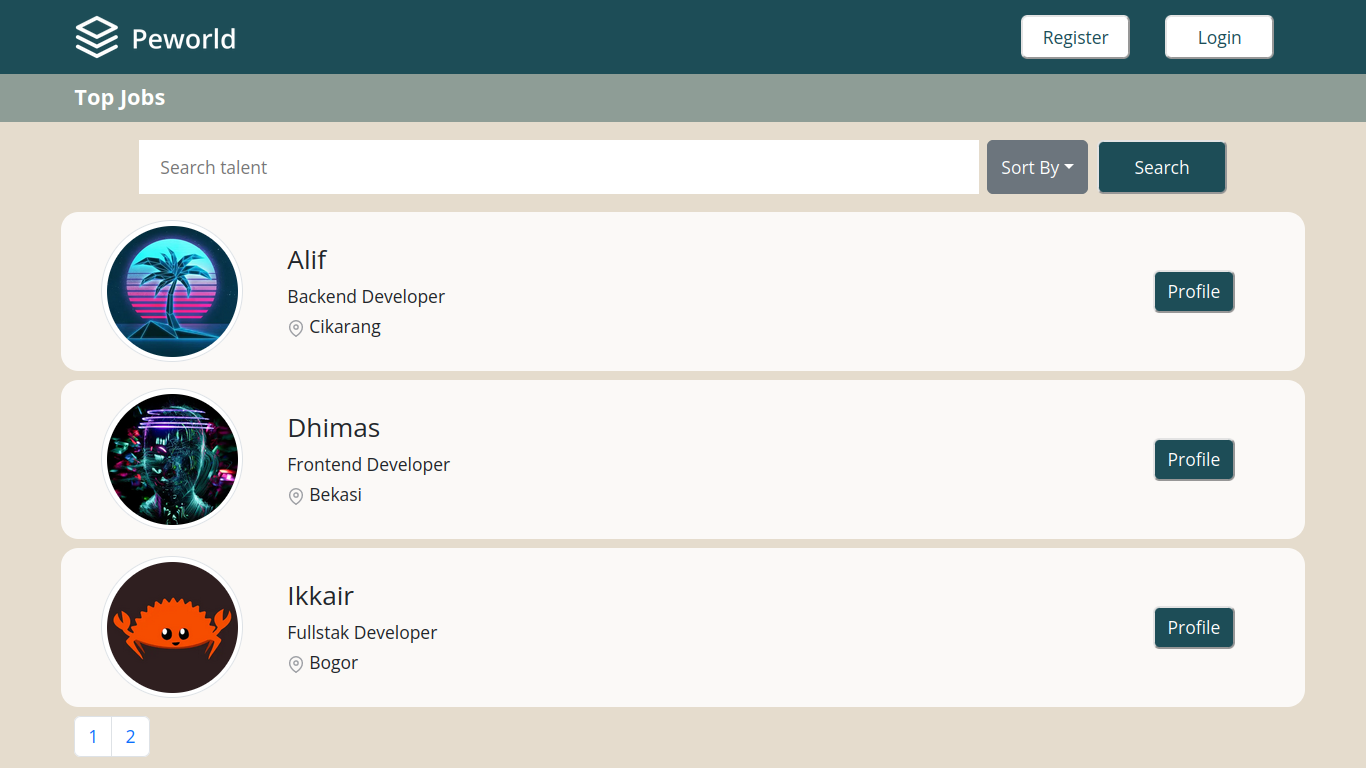 Peworld
Register
Login
Top Jobs
Search talent
Sort By
Search
Alif
Backend Developer
Cikarang
Profile
Dhimas
Frontend Developer
Bekasi
Profile
Ikkair
Fullstak Developer
Bogor
Profile
1 2